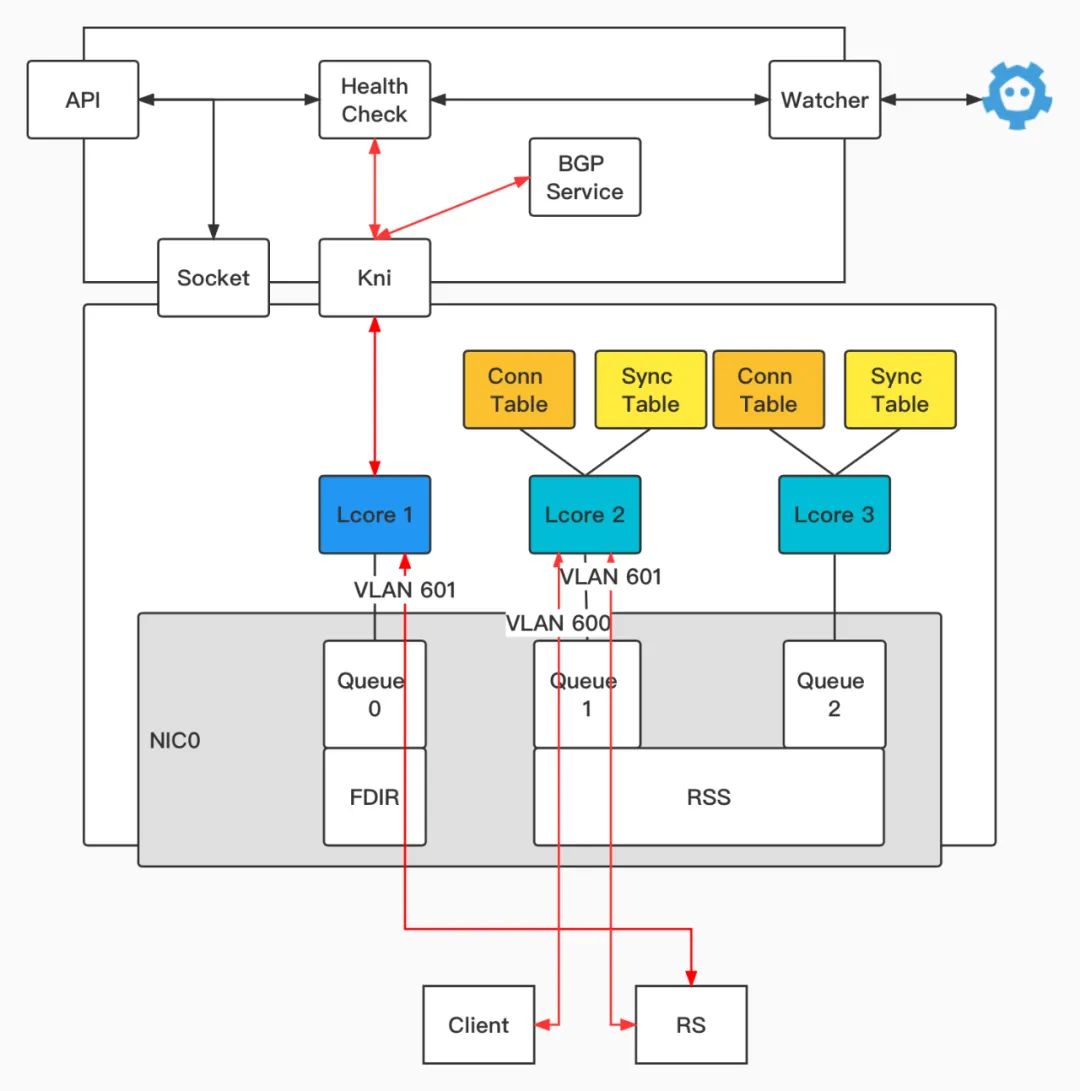 API
Health
Check
Watcher
BGP
Service
Socket
Kni
Conn
Table
Sync
Table
Conn
Table
Sync
Table
Lcore 1
Lcore 2
Lcore 3
VLAN 601
VLAN 601
VLAN 600
Queue
0
Queue
1
Queue
2
NIC0
FDIR
RSS
Client
RS